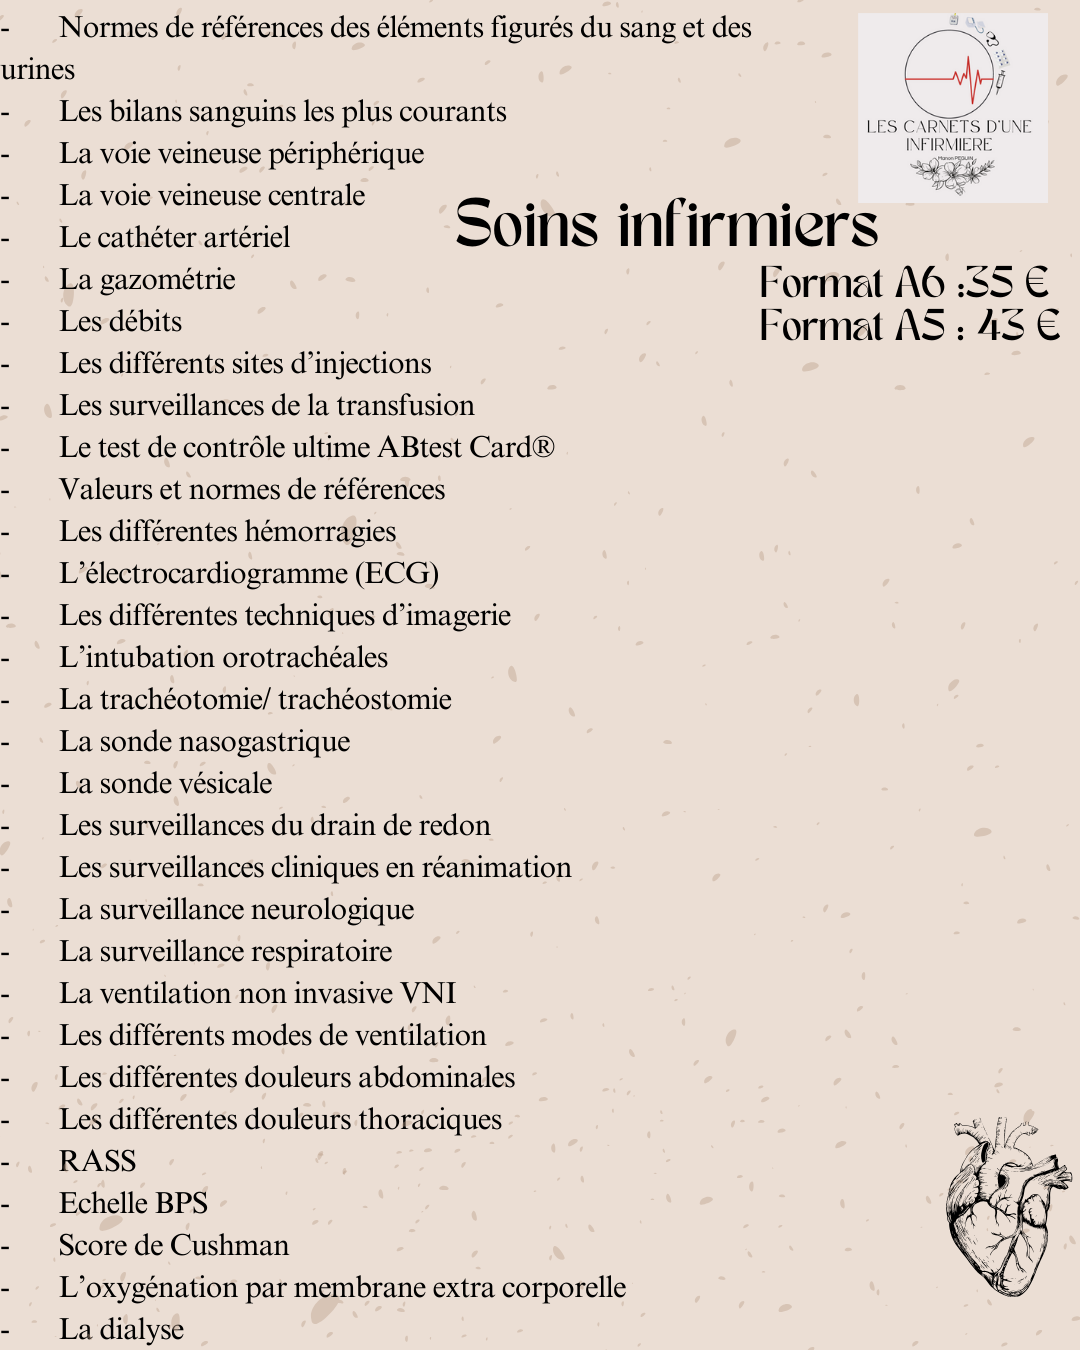 - Normes de références des éléments figurés du sang et des
urines
- Les bilans sanguins les plus courants
- La voie veineuse périphérique
- La voie veineuse centrale
- Le cathéter artériel
- La gazométrie
- Les débits
- Les différents sites d’injections
- Les surveillances de la transfusion
- Le test de contrôle ultime ABtest Card®
- Valeurs et normes de références
- Les différentes hémorragies
- L’électrocardiogramme (ECG)
- Les différentes techniques d’imagerie
- L’intubation orotrachéales
- La trachéotomie/ trachéostomie
- La sonde nasogastrique
- La sonde vésicale
- Les surveillances du drain de redon
- Les surveillances cliniques en réanimation
- La surveillance neurologique
- La surveillance respiratoire
- La ventilation non invasive VNI
- Les différents modes de ventilation
- Les différentes douleurs abdominales
- Les différentes douleurs thoraciques
- RASS
- Echelle BPS
- Score de Cushman
- L’oxygénation par membrane extra corporelle
- La dialyse
LES CARNETS D'UNE
INFIRMIERE
Manon PEQUIN
Soins infirmiers
Format A6 :35 €
Format A5 : 43 €